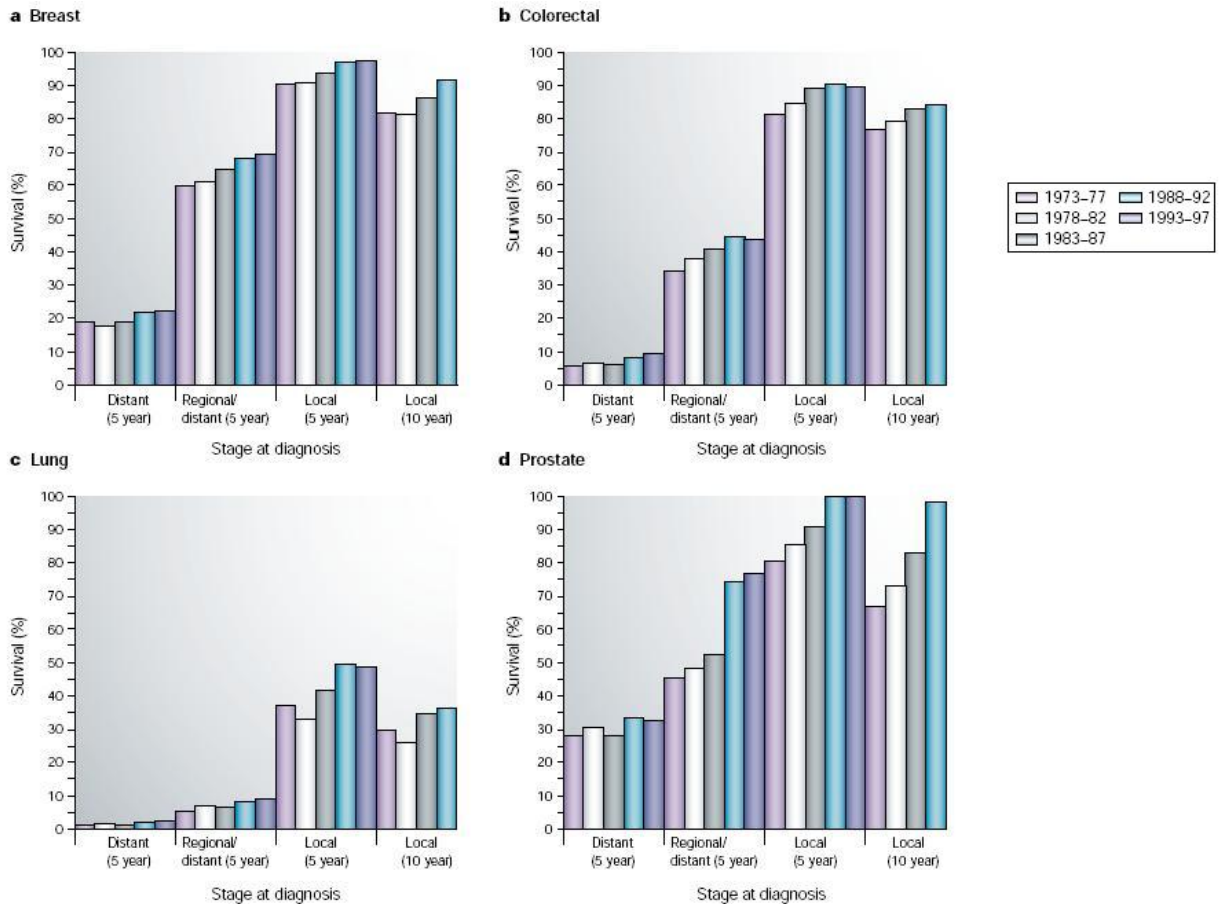 a Breast
100
90
80
70
60
50
40
30
20
10
0
Survival (%)
Distant
(5 year)
Regional/
distant (5 year)
Local
(5 year)
Local
(10 year)
Stage at diagnosis
b Colorectal
100
90
80
70
60
50
40
30
20
10
0
Survival (%)
Distant
(5 year)
Regional/
distant (5 year)
Local
(5 year)
Local
(10 year)
Stage at diagnosis
1973–77
1978–82
1983–87
1988–92
1993–97
c Lung
100
90
80
70
60
50
40
30
20
10
0
Survival (%)
Distant
(5 year)
Regional/
distant (5 year)
Local
(5 year)
Local
(10 year)
Stage at diagnosis
d Prostate
100
90
80
70
60
50
40
30
20
10
0
Survival (%)
Distant
(5 year)
Regional/
distant (5 year)
Local
(5 year)
Local
(10 year)
Stage at diagnosis